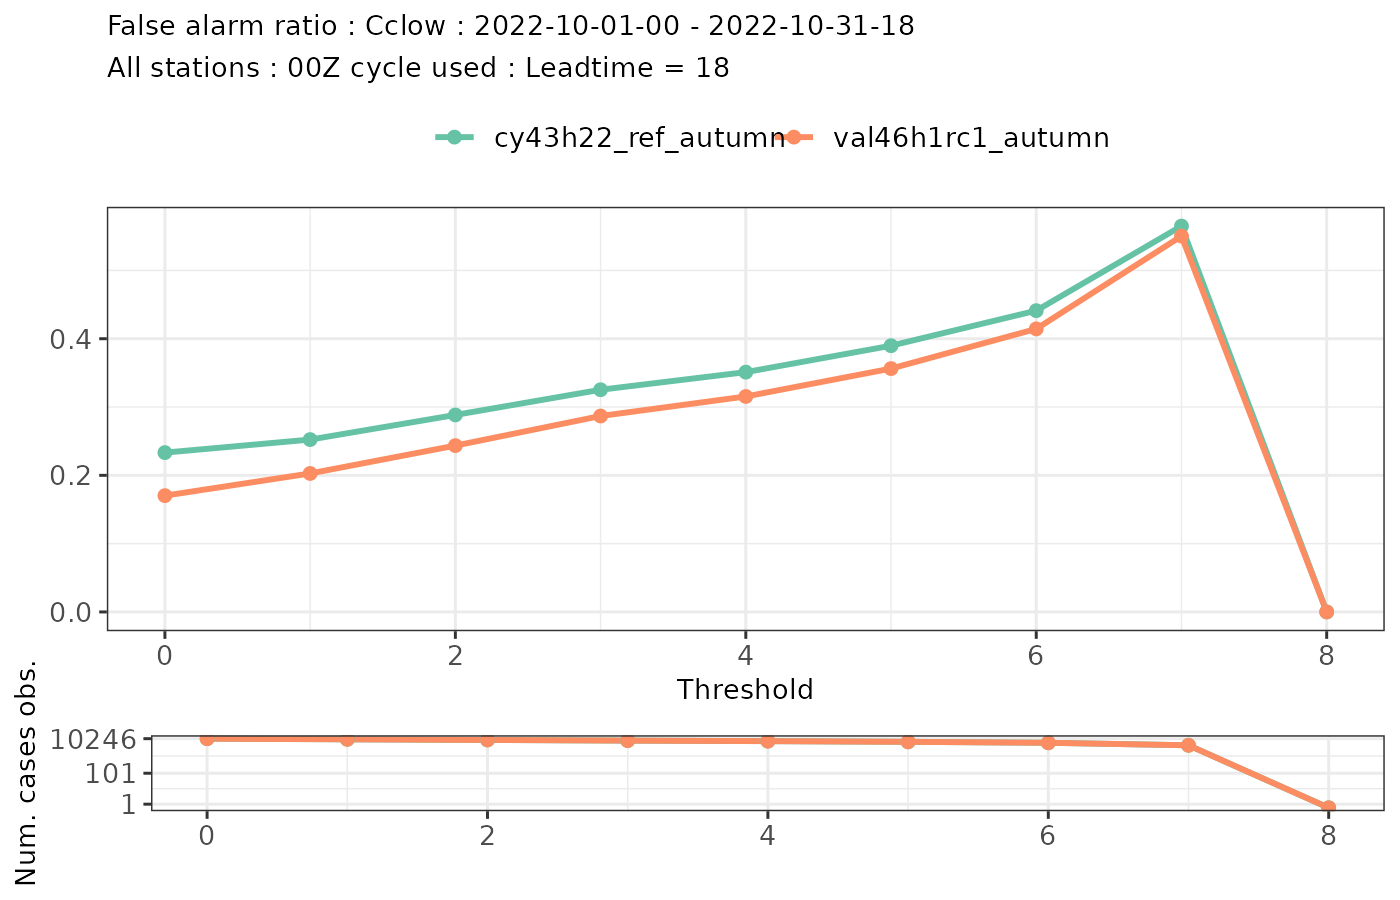 False alarm ratio : Cclow : 2022-10-01-00 - 2022-10-31-18
All stations : 00Z cycle used : Leadtime = 18
cy43h22_ref_autumn val46h1rc1_autumn
0.4
0.2
0.0
0 2 4 6 8
Threshold
Num. cases obs.
10246
101
1
0 2 4 6 8